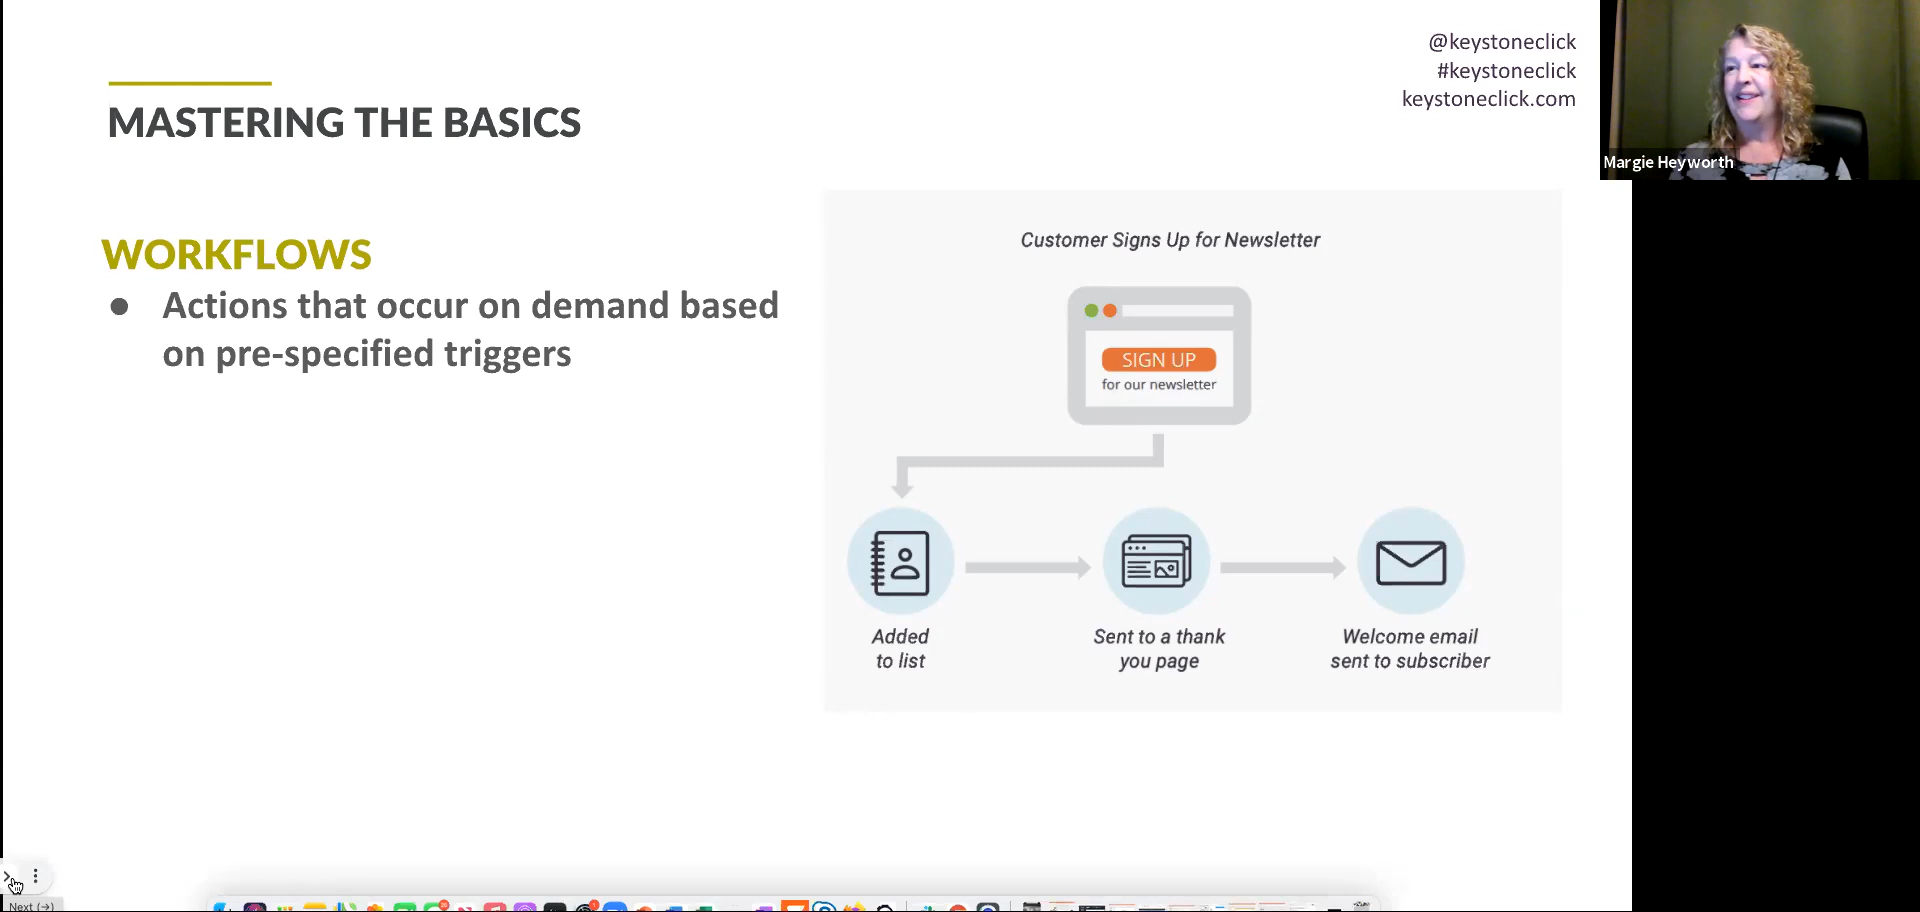 @keystoneclick
#keystoneclick
keystoneclick.com
MASTERING THE BASICS
Margie Heyworth
WORKFLOWS
● Actions that occur on demand based
on pre-specified triggers
Customer Signs Up for Newsletter
SIGN UP
for our newsletter
Added
to list
Sent to a thank
you page
Welcome email
sent to subscriber
Next (→)